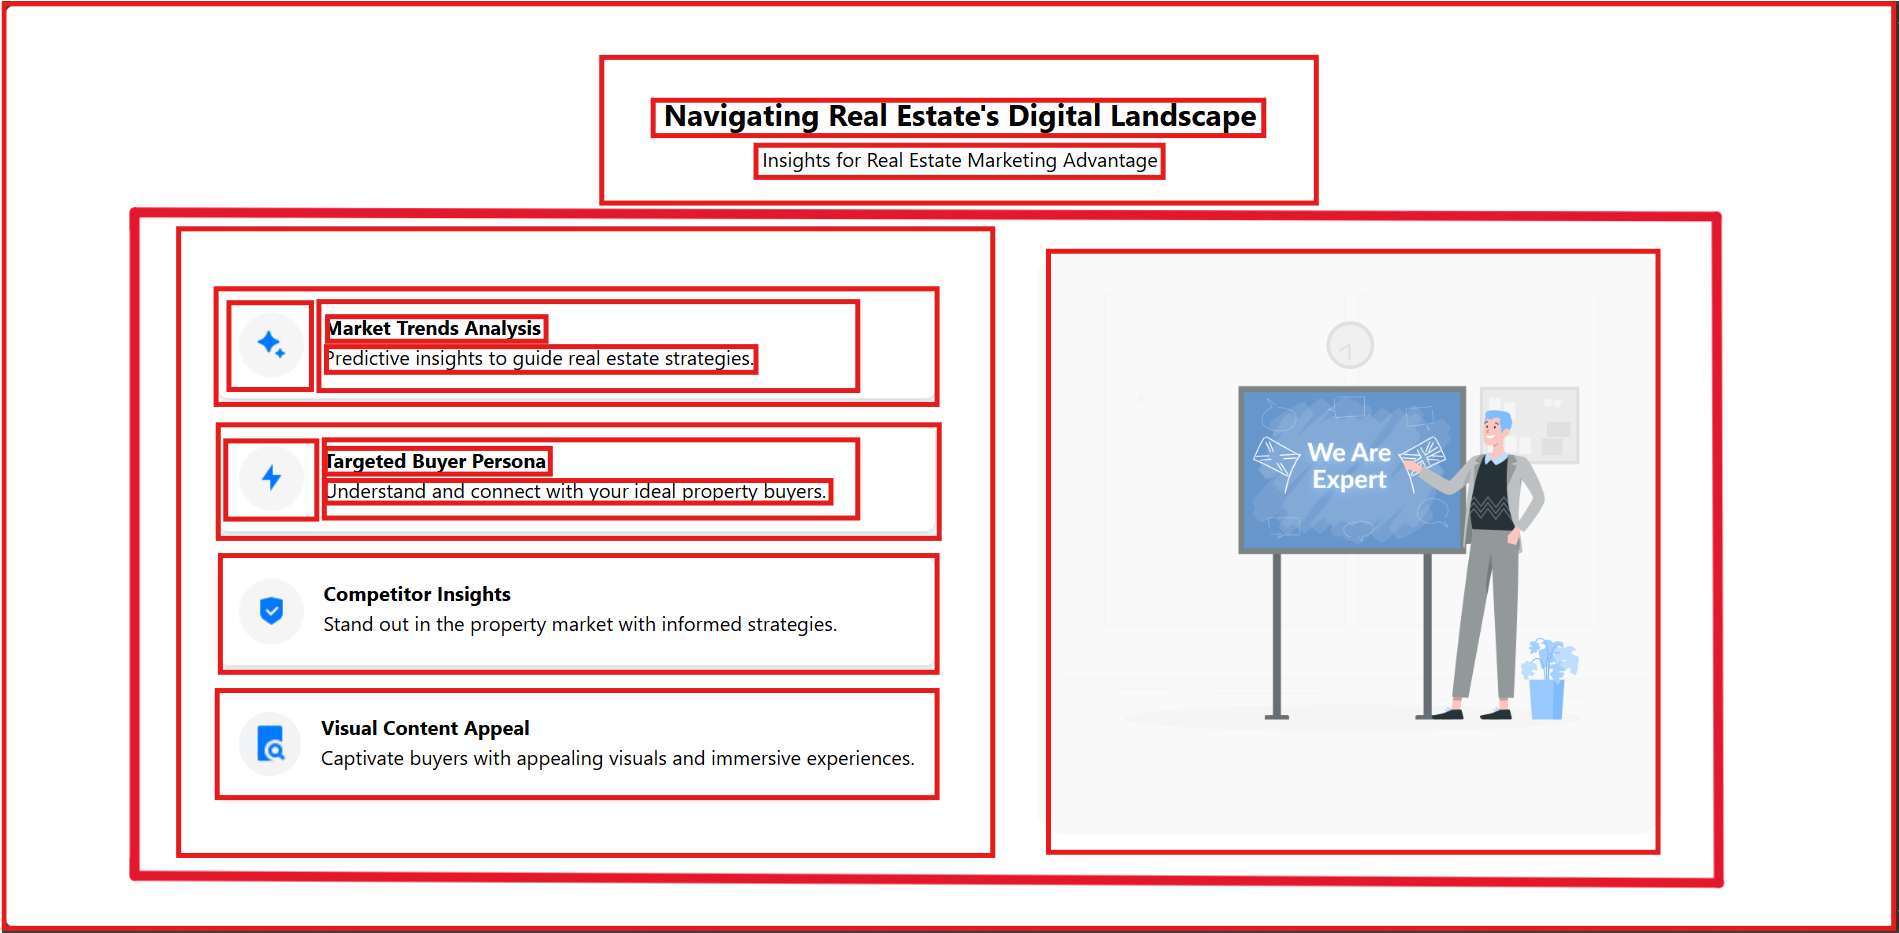 Navigating Real Estate's Digital Landscape
Insights for Real Estate Marketing Advantage
Market Trends Analysis
Predictive insights to guide real estate strategies.
Targeted Buyer Persona
Understand and connect with your ideal property buyers.
Competitor Insights
Stand out in the property market with informed strategies.
Visual Content Appeal
Captivate buyers with appealing visuals and immersive experiences.
We Are
Expert